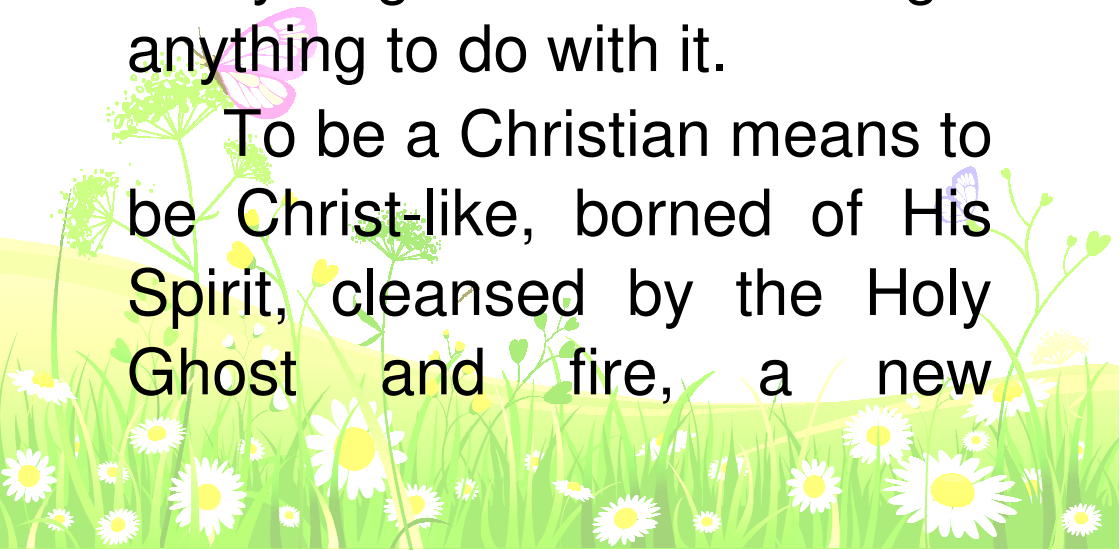 anything to do with it.
To be a Christian means to
be Christ-like, borned of His
Spirit, cleansed by the Holy
Ghost and fire, a new